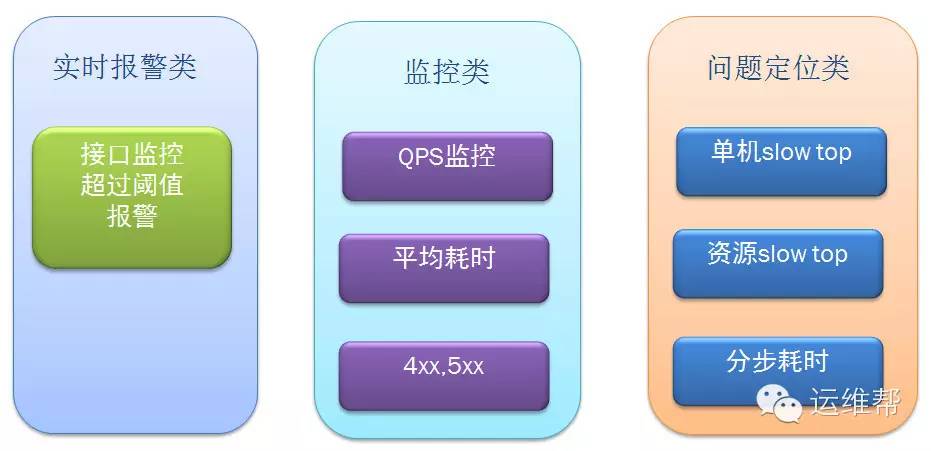 实时报警类
接口监控
超过阈值
报警
监控类
QPS监控
平均耗时
4xx,5xx
问题定位类
单机slow top
资源slow top
分步耗时
运维帮